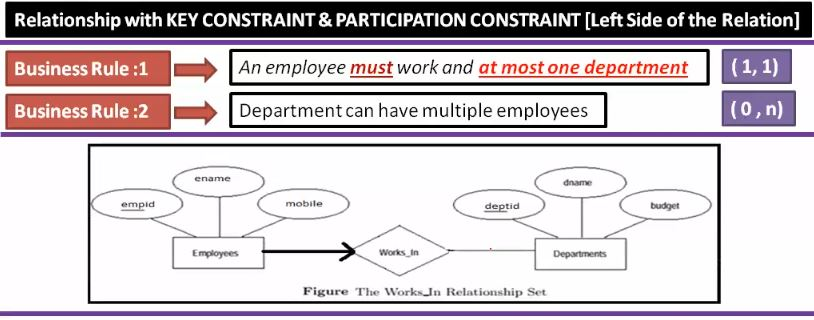 Relationship with KEY CONSTRAINT & PARTICIPATION CONSTRAINT [Left Side of the Relation]
Business Rule :1
An employee must work and at most one department
( 1, 1)
Business Rule :2
Department can have multiple employees
( 0 , n)
ename
dname
empid
mobile
deptid
budget
Employees
Works_In
Departments
Figure The Works_In Relationship Set